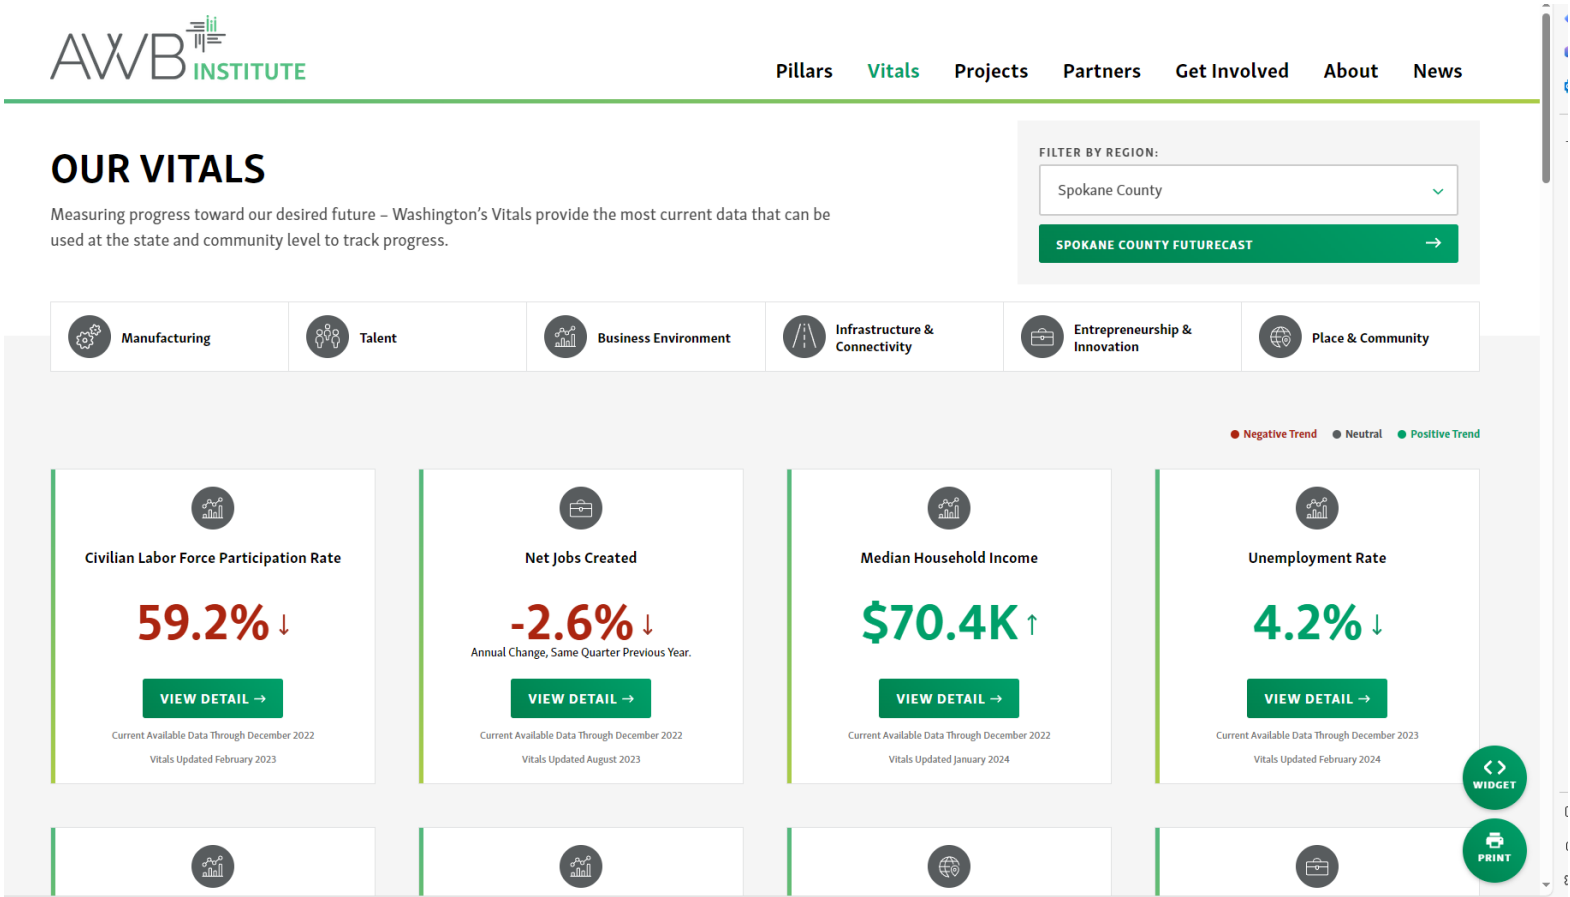 AWB INSTITUTE
Pillars
Vitals
Projects
Partners
Get Involved
About
News
OUR VITALS
Measuring progress toward our desired future – Washington's Vitals provide the most current data that can be
used at the state and community level to track progress.
FILTER BY REGION:
Spokane County
SPOKANE COUNTY FUTURECAST →
Manufacturing
Talent
Business Environment
Infrastructure &
Connectivity
Entrepreneurship &
Innovation
Place & Community
Negative Trend
Neutral
Positive Trend
Civilian Labor Force Participation Rate
59.2% ↓
VIEW DETAIL →
Current Available Data Through December 2022
Vitals Updated February 2023
Net Jobs Created
-2.6% ↓
Annual Change, Same Quarter Previous Year.
VIEW DETAIL →
Current Available Data Through December 2022
Vitals Updated August 2023
Median Household Income
$70.4K ↑
VIEW DETAIL →
Current Available Data Through December 2022
Vitals Updated January 2024
Unemployment Rate
4.2% ↓
VIEW DETAIL →
Current Available Data Through December 2023
Vitals Updated February 2024
WIDGET
PRINT